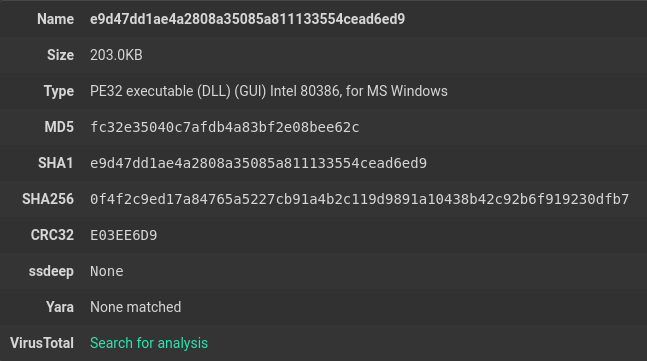 Name e9d47dd1ae4a2808a35085a811133554cead6ed9
Size 203.0KB
Type PE32 executable (DLL) (GUI) Intel 80386, for MS Windows
MD5 fc32e35040c7afdb4a83bf2e08bee62c
SHA1 e9d47dd1ae4a2808a35085a811133554cead6ed9
SHA256 0f4f2c9ed17a84765a5227cb91a4b2c119d9891a10438b42c92b6f919230dfb7
CRC32 E03EE6D9
ssdeep None
Yara None matched
VirusTotal Search for analysis